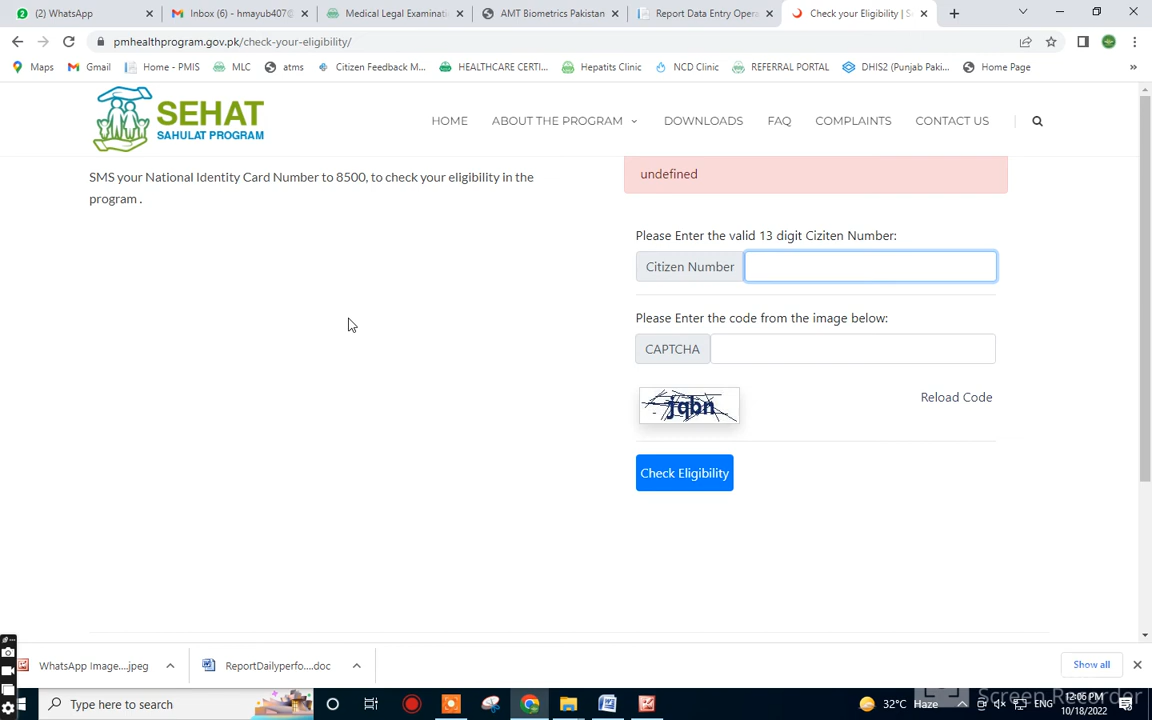 (2) WhatsApp
Inbox (6) - hmayub407@
Medical Legal Examinati
AMT Biometrics Pakistan
Report Data Entry Opera
Check your Eligibility | S
pmhealthprogram.gov.pk/check-your-eligibility/
Maps Gmail Home - PMIS MLC atms Citizen Feedback M... HEALTHCARE CERTI... Hepatits Clinic NCD Clinic REFERRAL PORTAL DHIS2 (Punjab Paki... Home Page »
SEHAT
SAHULAT PROGRAM
HOME ABOUT THE PROGRAM DOWNLOADS FAQ COMPLAINTS CONTACT US
SMS your National Identity Card Number to 8500, to check your eligibility in the
program .
undefined
Please Enter the valid 13 digit Ciziten Number:
Citizen Number
Please Enter the code from the image below:
CAPTCHA
jqbn
Reload Code
Check Eligibility
WhatsApp Image....jpeg
ReportDailyperfo....doc
Show all
Type here to search
32°C Haze
ENG
12:06 PM
10/18/2022
Screen Recorder